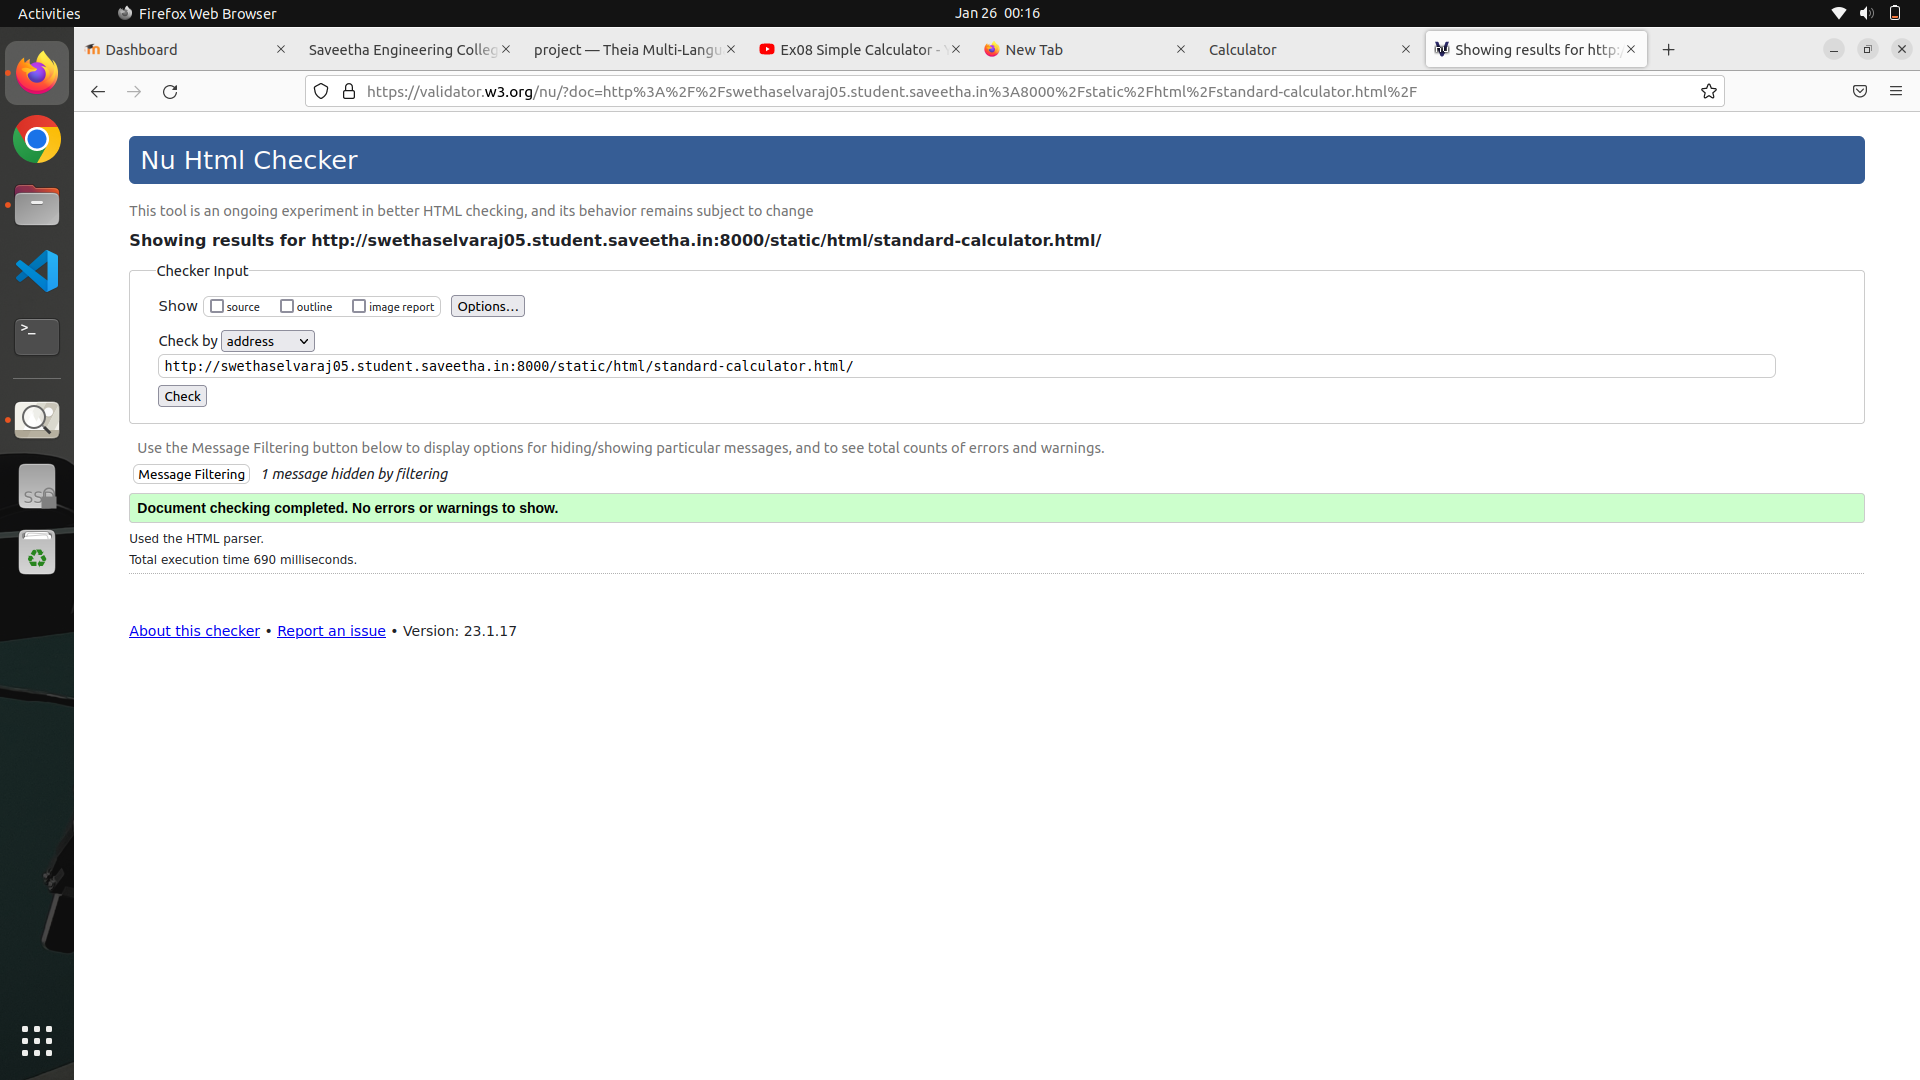 Activities
Firefox Web Browser
Jan 26 00:16
Dashboard
Saveetha Engineering Colleg
project — Theia Multi-Langu
Ex08 Simple Calculator -
New Tab
Calculator
Showing results for http:
https://validator.w3.org/nu/?doc=http%3A%2F%2Fswethaselvaraj05.student.saveetha.in%3A8000%2Fstatic%2Fhtml%2Fstandard-calculator.html%2F
Nu Html Checker
This tool is an ongoing experiment in better HTML checking, and its behavior remains subject to change
Showing results for http://swethaselvaraj05.student.saveetha.in:8000/static/html/standard-calculator.html/
Checker Input
Show source outline image report Options...
Check by address
http://swethaselvaraj05.student.saveetha.in:8000/static/html/standard-calculator.html/
Check
Use the Message Filtering button below to display options for hiding/showing particular messages, and to see total counts of errors and warnings.
Message Filtering 1 message hidden by filtering
Document checking completed. No errors or warnings to show.
Used the HTML parser.
Total execution time 690 milliseconds.
About this checker • Report an issue • Version: 23.1.17
>_
SS